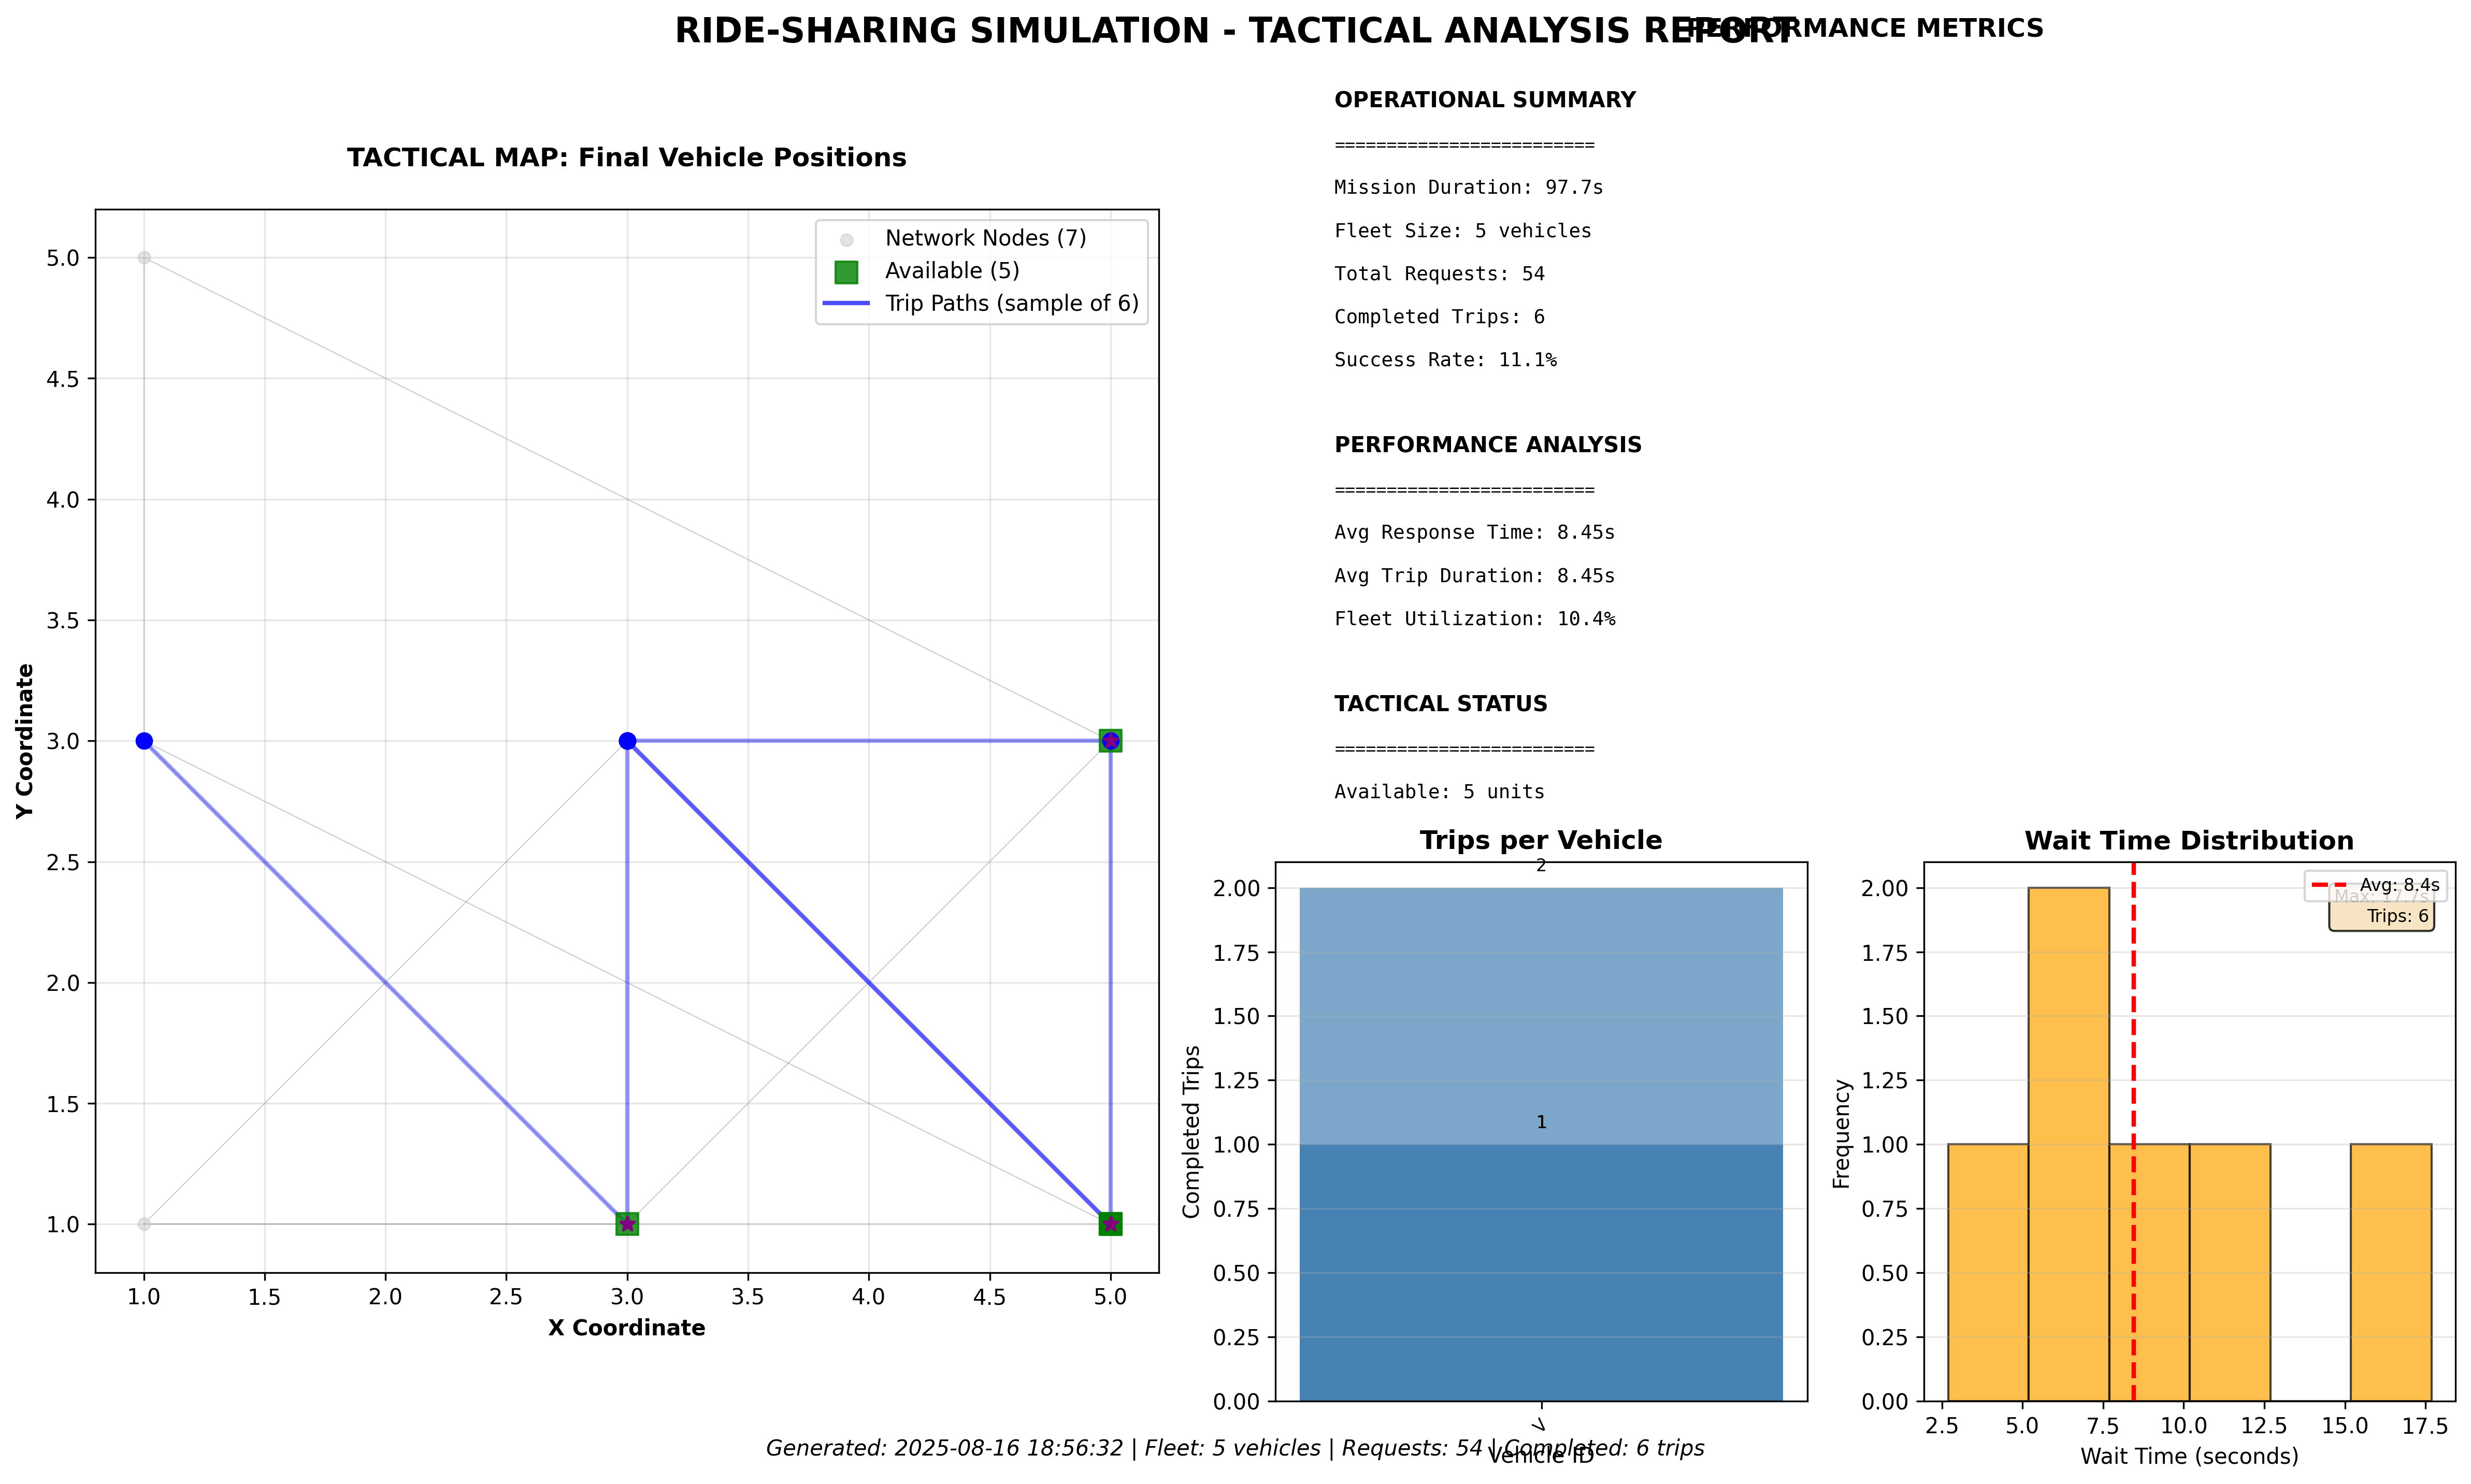 RIDE-SHARING SIMULATION - TACTICAL ANALYSIS REPORT
PERFORMANCE METRICS
TACTICAL MAP: Final Vehicle Positions
Network Nodes (7)
Available (5)
Trip Paths (sample of 6)
5.0
4.5
4.0
3.5
3.0
2.5
2.0
1.5
1.0
Y Coordinate
1.0 1.5 2.0 2.5 3.0 3.5 4.0 4.5 5.0
X Coordinate
OPERATIONAL SUMMARY
=========================
Mission Duration: 97.7s
Fleet Size: 5 vehicles
Total Requests: 54
Completed Trips: 6
Success Rate: 11.1%
PERFORMANCE ANALYSIS
=========================
Avg Response Time: 8.45s
Avg Trip Duration: 8.45s
Fleet Utilization: 10.4%
TACTICAL STATUS
=========================
Available: 5 units
Trips per Vehicle
2
1
2.00
1.75
1.50
1.25
1.00
0.75
0.50
0.25
0.00
Completed Trips
V
Vehicle ID
Wait Time Distribution
Avg: 8.4s
Max: 17.7s
Trips: 6
2.00
1.75
1.50
1.25
1.00
0.75
0.50
0.25
0.00
Frequency
2.5 5.0 7.5 10.0 12.5 15.0 17.5
Wait Time (seconds)
Generated: 2025-08-16 18:56:32 | Fleet: 5 vehicles | Requests: 54 | Completed: 6 trips